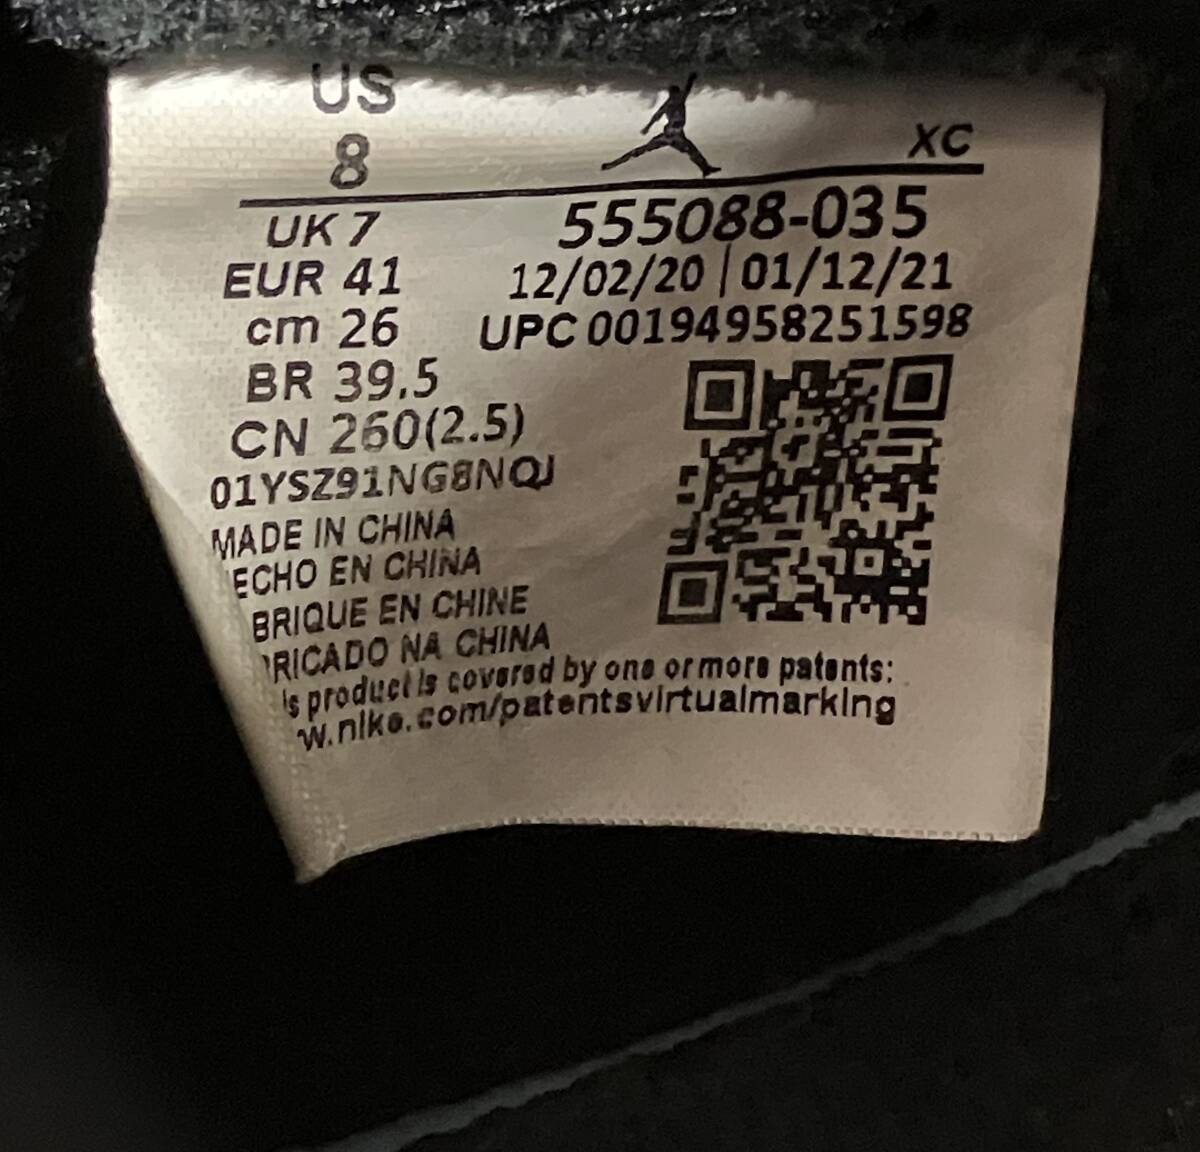 US
8
XC
UK 7
555088-035
EUR 41
12/02/20 | 01/12/21
cm 26
UPC 00194958251598
BR 39.5
CN 260(2.5)
01YSZ91NG8NQJ
MADE IN CHINA
ECHO EN CHINA
BRIQUE EN CHINE
RICADO NA CHINA
is product is covered by one or more patents:
w.nike.com/patentsvirtualmarking